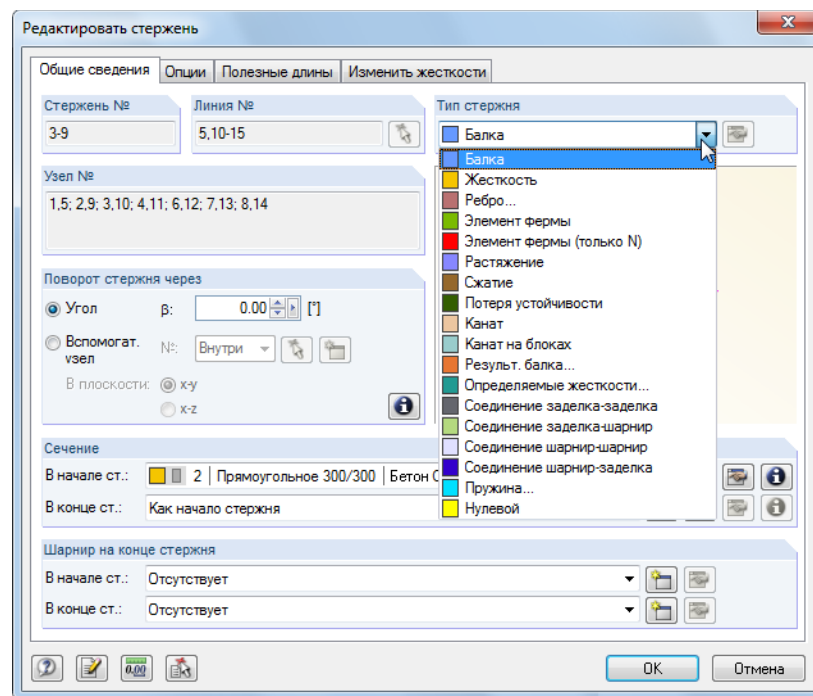 Редактировать стержень
Общие сведения Опции Полезные длины Изменить жесткости
Стержень № Линия № Тип стержня
3-9 5,10-15 Балка
Балка
Узел № Жесткость
1,5; 2,9; 3,10; 4,11; 6,12; 7,13; 8,14 Ребро...
Элемент фермы
Элемент фермы (только N)
Растяжение
Поворот стержня через Сжатие
Угол β: 0.00 [°] Потеря устойчивости
Канат
Вспомогат. узел №: Внутри Канат на блоках
Результ. балка...
В плоскости: x-y Определяемые жесткости...
x-z Соединение заделка-заделка
Соединение заделка-шарнир
Сечение Соединение шарнир-шарнир
В начале ст.: 2 Прямоугольное 300/300 Бетон Соединение шарнир-заделка
Пружина...
В конце ст.: Как начало стержня Нулевой
Шарнир на конце стержня
В начале ст.: Отсутствует
В конце ст.: Отсутствует
0.00 OK Отмена